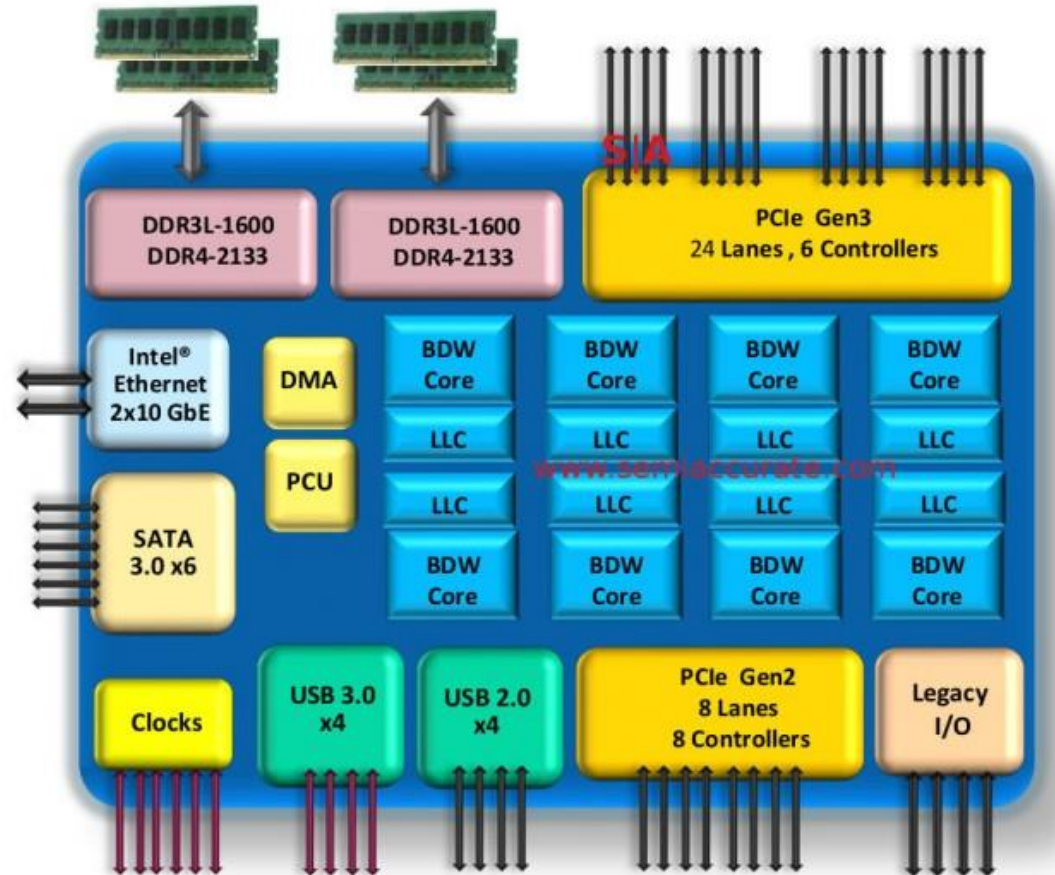 S|A
DDR3L-1600
DDR4-2133
DDR3L-1600
DDR4-2133
PCIe Gen3
24 Lanes , 6 Controllers
Intel®
Ethernet
2x10 GbE
DMA
PCU
BDW
Core
BDW
Core
BDW
Core
BDW
Core
LLC
LLC
LLC
LLC
www.semiaccurate.com
LLC
LLC
LLC
LLC
BDW
Core
BDW
Core
BDW
Core
BDW
Core
SATA
3.0 x6
Clocks
USB 3.0
x4
USB 2.0
x4
PCIe Gen2
8 Lanes
8 Controllers
Legacy
I/O